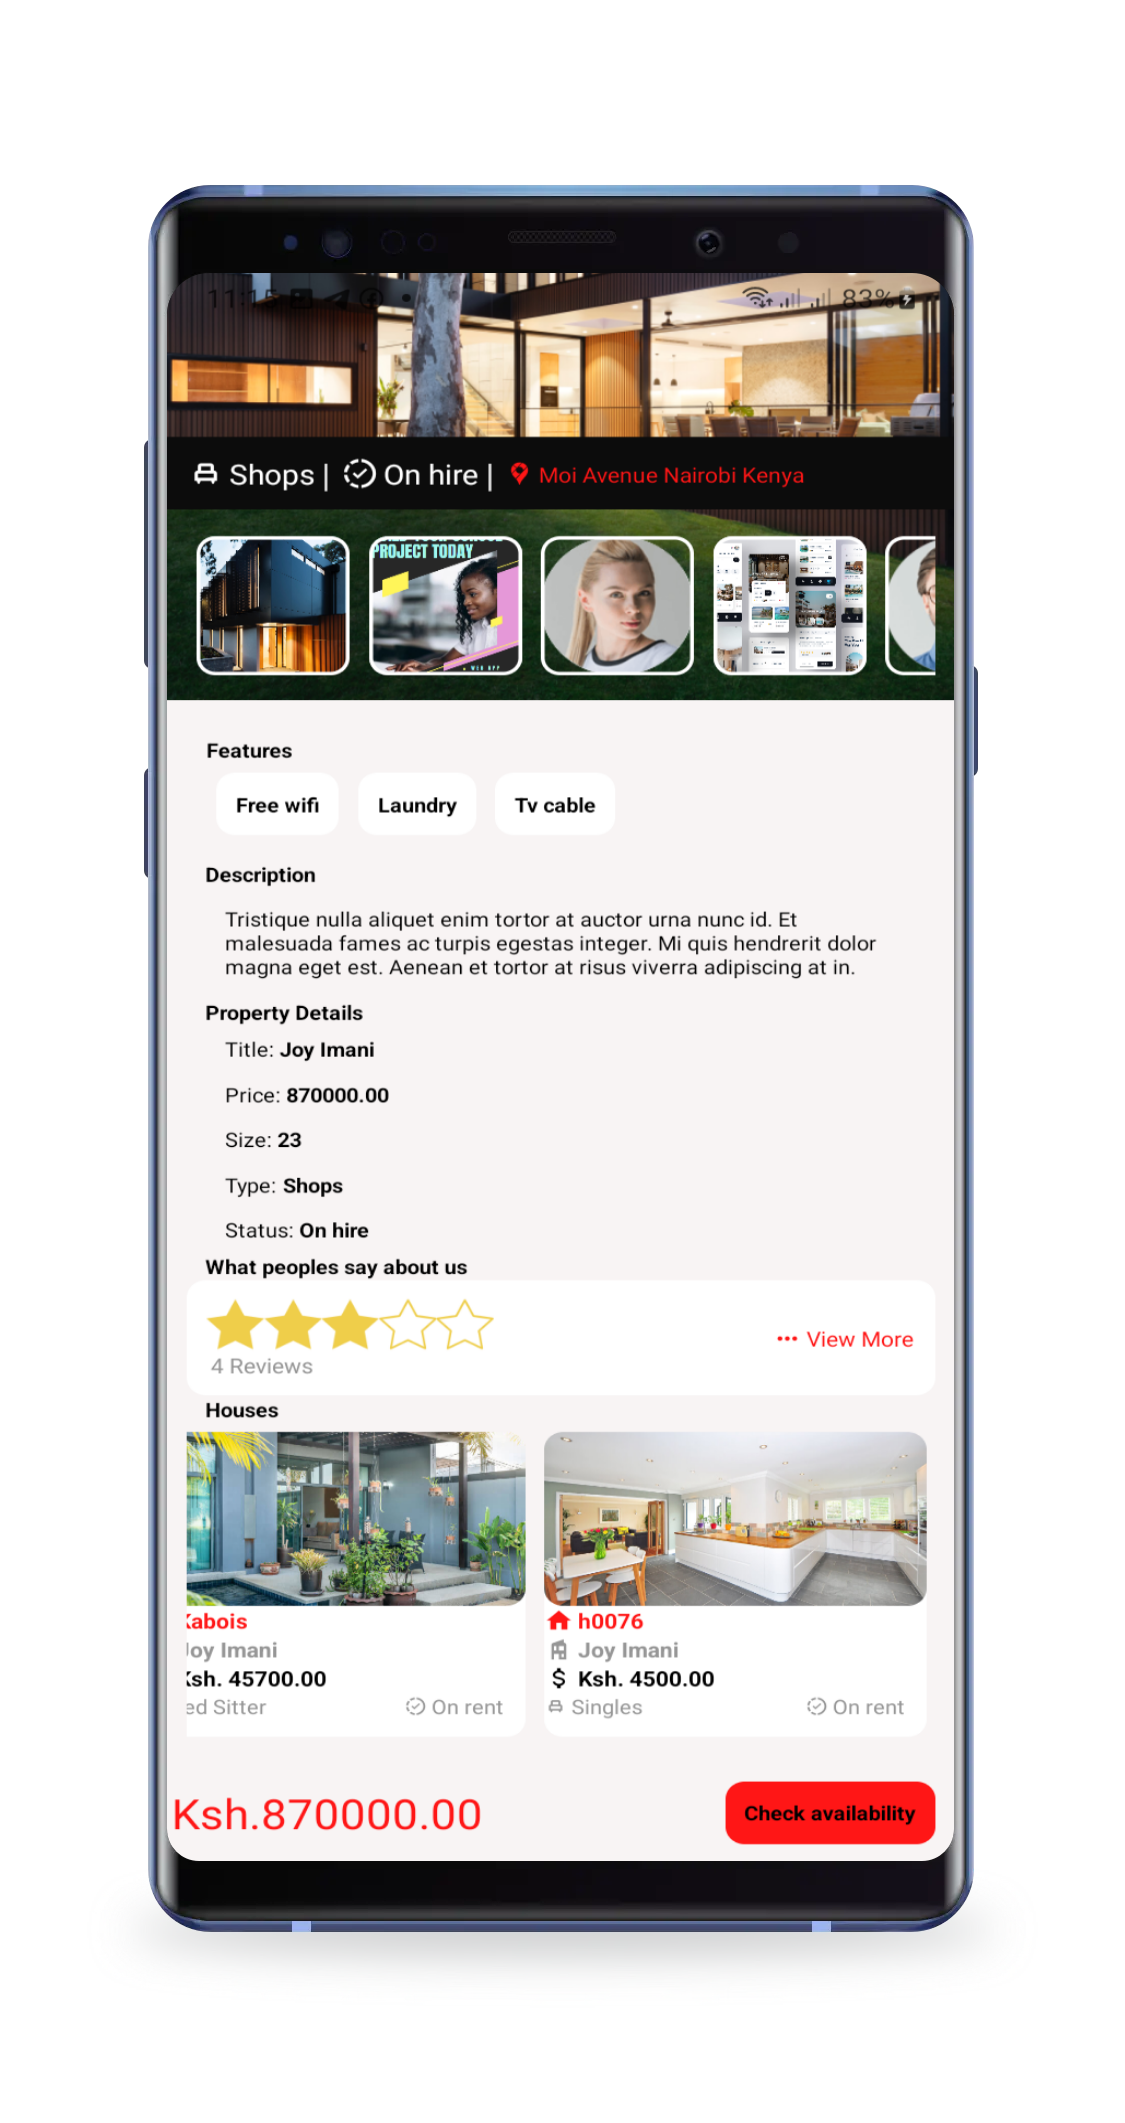 11:15
83%
Shops | On hire | Moi Avenue Nairobi Kenya
PROJECT TODAY
WEB APP
Features
Free wifi
Laundry
Tv cable
Description
Tristique nulla aliquet enim tortor at auctor urna nunc id. Et
malesuada fames ac turpis egestas integer. Mi quis hendrerit dolor
magna eget est. Aenean et tortor at risus viverra adipiscing at in.
Property Details
Title: Joy Imani
Price: 870000.00
Size: 23
Type: Shops
Status: On hire
What peoples say about us
4 Reviews
••• View More
Houses
Kabois
Joy Imani
Ksh. 45700.00
ed Sitter
On rent
h0076
Joy Imani
$ Ksh. 4500.00
Singles
On rent
Ksh.870000.00
Check availability